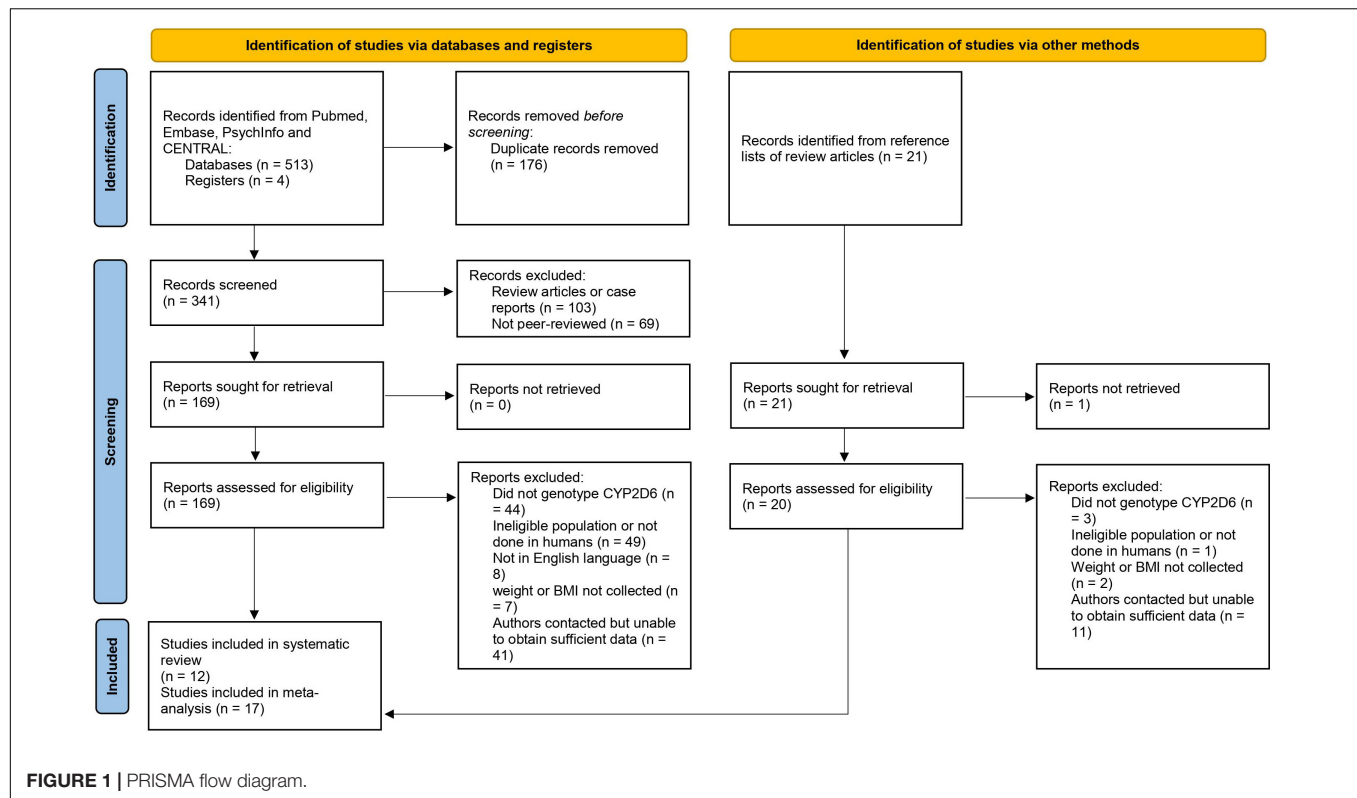 Identification of studies via databases and registers
Identification of studies via other methods
Identification
Records identified from Pubmed,
Embase, PsychInfo and
CENTRAL:
Databases (n = 513)
Registers (n = 4)
Records removed before
screening:
Duplicate records removed
(n = 176)
Records identified from reference
lists of review articles (n = 21)
Screening
Records screened
(n = 341)
Records excluded:
Review articles or case
reports (n = 103)
Not peer-reviewed (n = 69)
Reports sought for retrieval
(n = 169)
Reports not retrieved
(n = 0)
Reports sought for retrieval
(n = 21)
Reports not retrieved
(n = 1)
Reports assessed for eligibility
(n = 169)
Reports excluded:
Did not genotype CYP2D6 (n
= 44)
Ineligible population or not
done in humans (n = 49)
Not in English language (n =
8)
weight or BMI not collected (n
= 7)
Authors contacted but unable
to obtain sufficient data (n =
41)
Reports assessed for eligibility
(n = 20)
Reports excluded:
Did not genotype CYP2D6 (n
= 3)
Ineligible population or not
done in humans (n = 1)
Weight or BMI not collected
(n = 2)
Authors contacted but unable
to obtain sufficient data (n =
11)
Included
Studies included in systematic
review
(n = 12)
Studies included in meta-
analysis (n = 17)
FIGURE 1 | PRISMA flow diagram.